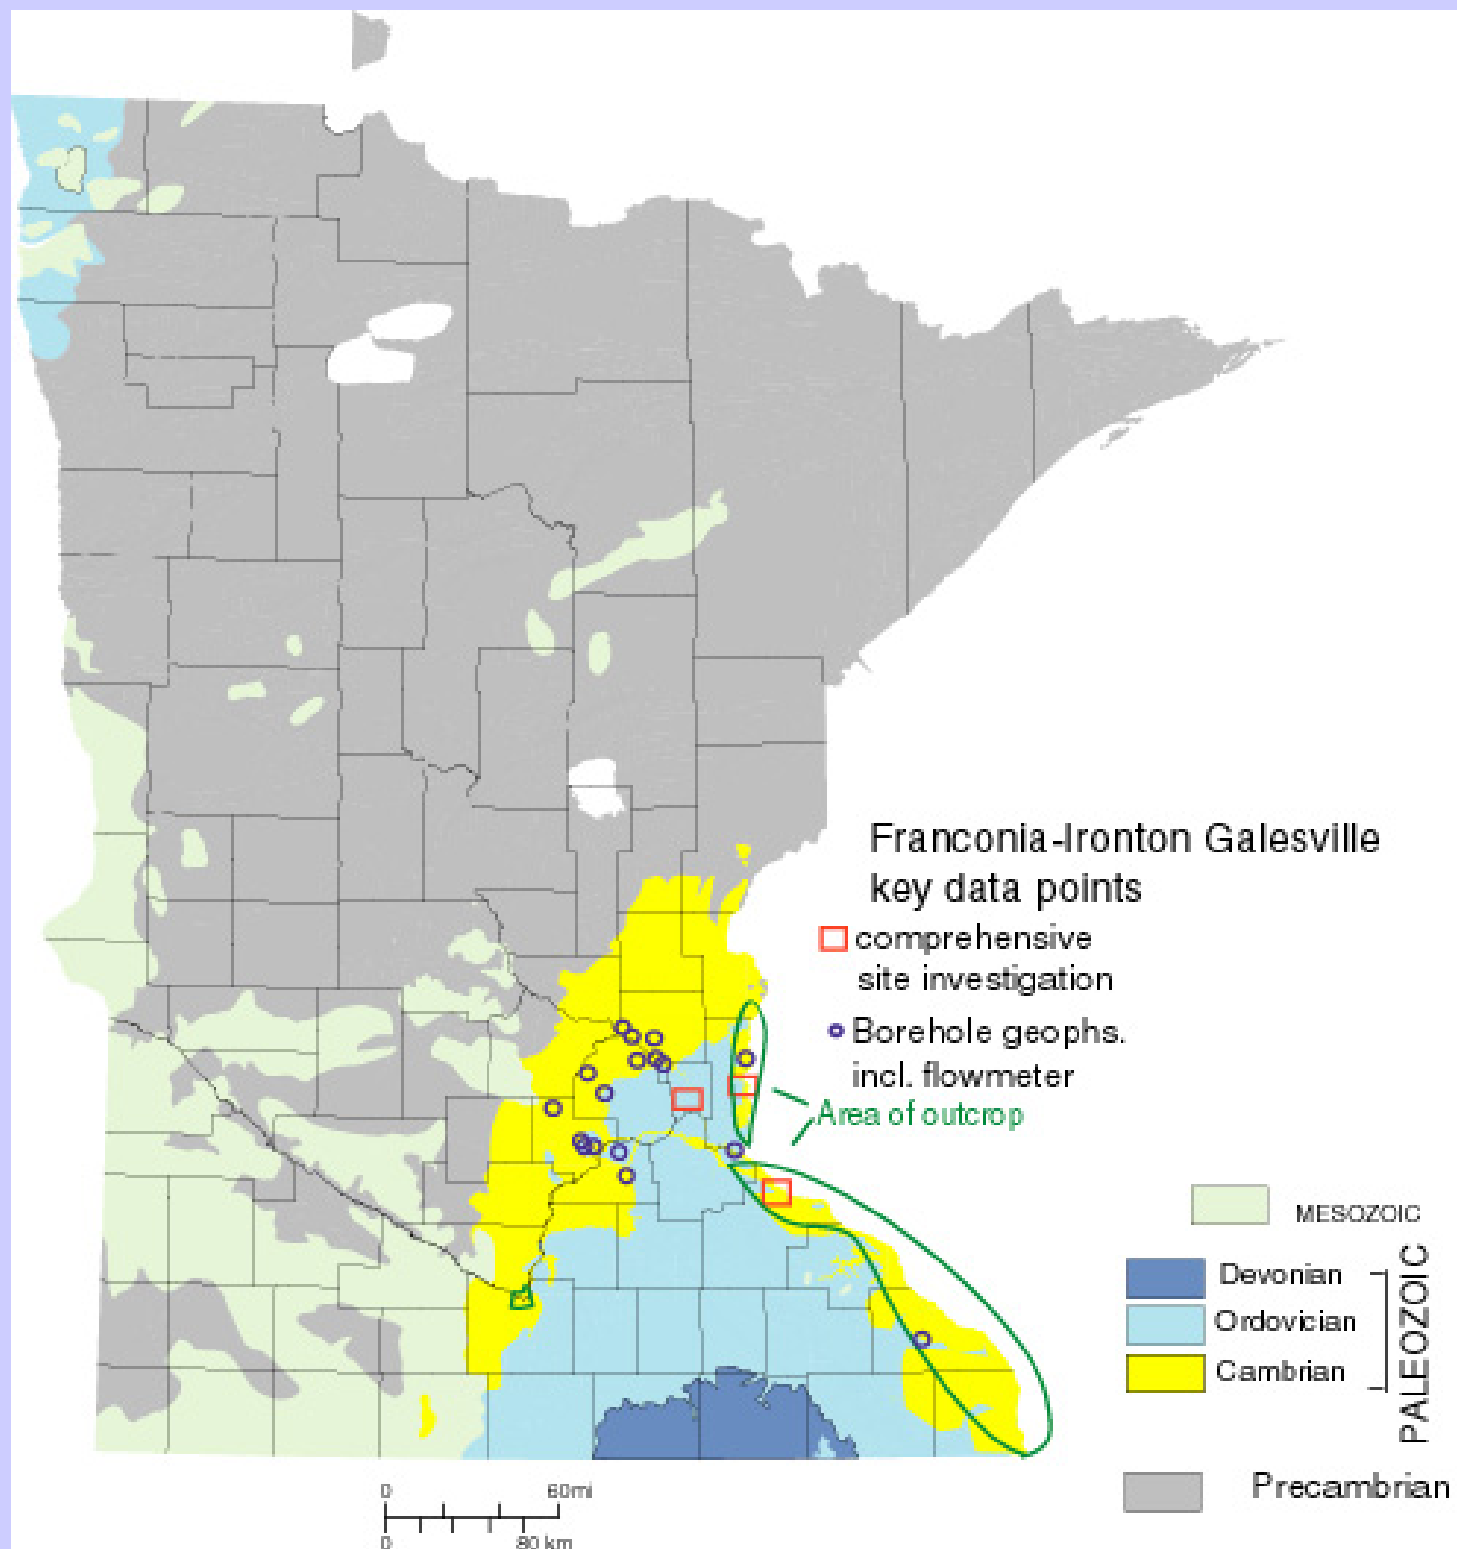 Franconia-Ironton Galesville
key data points
comprehensive
site investigation
Borehole geophs.
incl. flowmeter
Area of outcrop
MESOZOIC
Devonian
Ordovician
Cambrian
PALEOZOIC
Precambrian
0 60mi
0 80 km